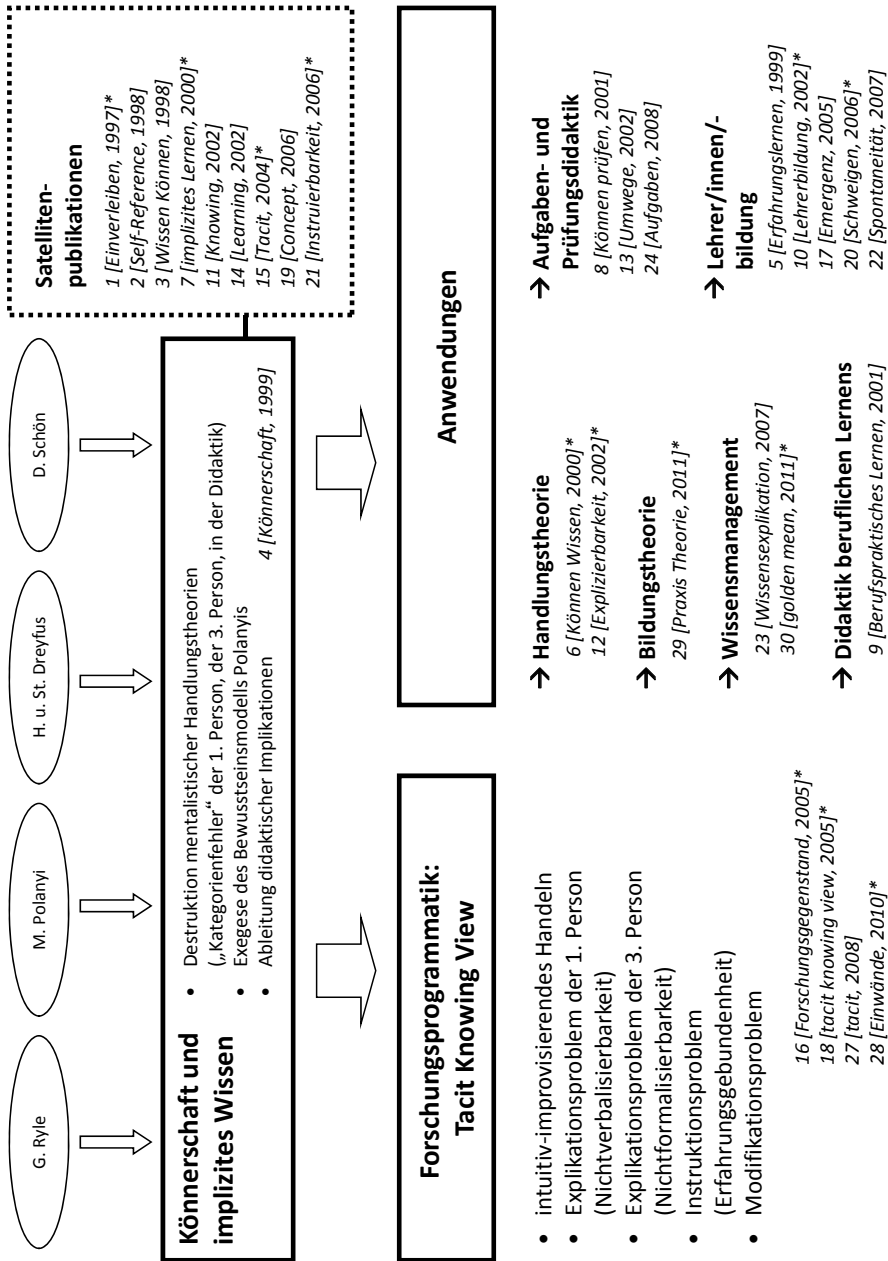 G. Ryle
M. Polanyi
H. u. St. Dreyfus
D. Schön
Könnerschaft und
implizites Wissen
• Destruktion mentalistischer Handlungstheorien
(„Kategorienfehler“ der 1. Person, der 3. Person, in der Didaktik)
• Exegese des Bewusstseinsmodells Polanyis
• Ableitung didaktischer Implikationen
4 [Könnerschaft, 1999]
Satelliten-
publikationen
1 [Einverleiben, 1997]*
2 [Self-Reference, 1998]
3 [Wissen Können, 1998]
7 [implizites Lernen, 2000]*
11 [Knowing, 2002]
14 [Learning, 2002]
15 [Tacit, 2004]*
19 [Concept, 2006]
21 [Instruierbarkeit, 2006]*
Forschungsprogrammatik:
Tacit Knowing View
• intuitiv-improvisierendes Handeln
• Explikationsproblem der 1. Person
(Nichtverbalisierbarkeit)
• Explikationsproblem der 3. Person
(Nichtformalisierbarkeit)
• Instruktionsproblem
(Erfahrungsgebundenheit)
• Modifikationsproblem
16 [Forschungsgegenstand, 2005]*
18 [tacit knowing view, 2005]*
27 [tacit, 2008]
28 [Einwände, 2010]*
Anwendungen
→ Handlungstheorie
6 [Können Wissen, 2000]*
12 [Explizierbarkeit, 2002]*
→ Bildungstheorie
29 [Praxis Theorie, 2011]*
→ Wissensmanagement
23 [Wissensexplikation, 2007]
30 [golden mean, 2011]*
→ Didaktik beruflichen Lernens
9 [Berufspraktisches Lernen, 2001]
→ Aufgaben- und
Prüfungsdidaktik
8 [Können prüfen, 2001]
13 [Umwege, 2002]
24 [Aufgaben, 2008]
→ Lehrer/innen/-
bildung
5 [Erfahrungslernen, 1999]
10 [Lehrerbildung, 2002]*
17 [Emergenz, 2005]
20 [Schweigen, 2006]*
22 [Spontaneität, 2007]